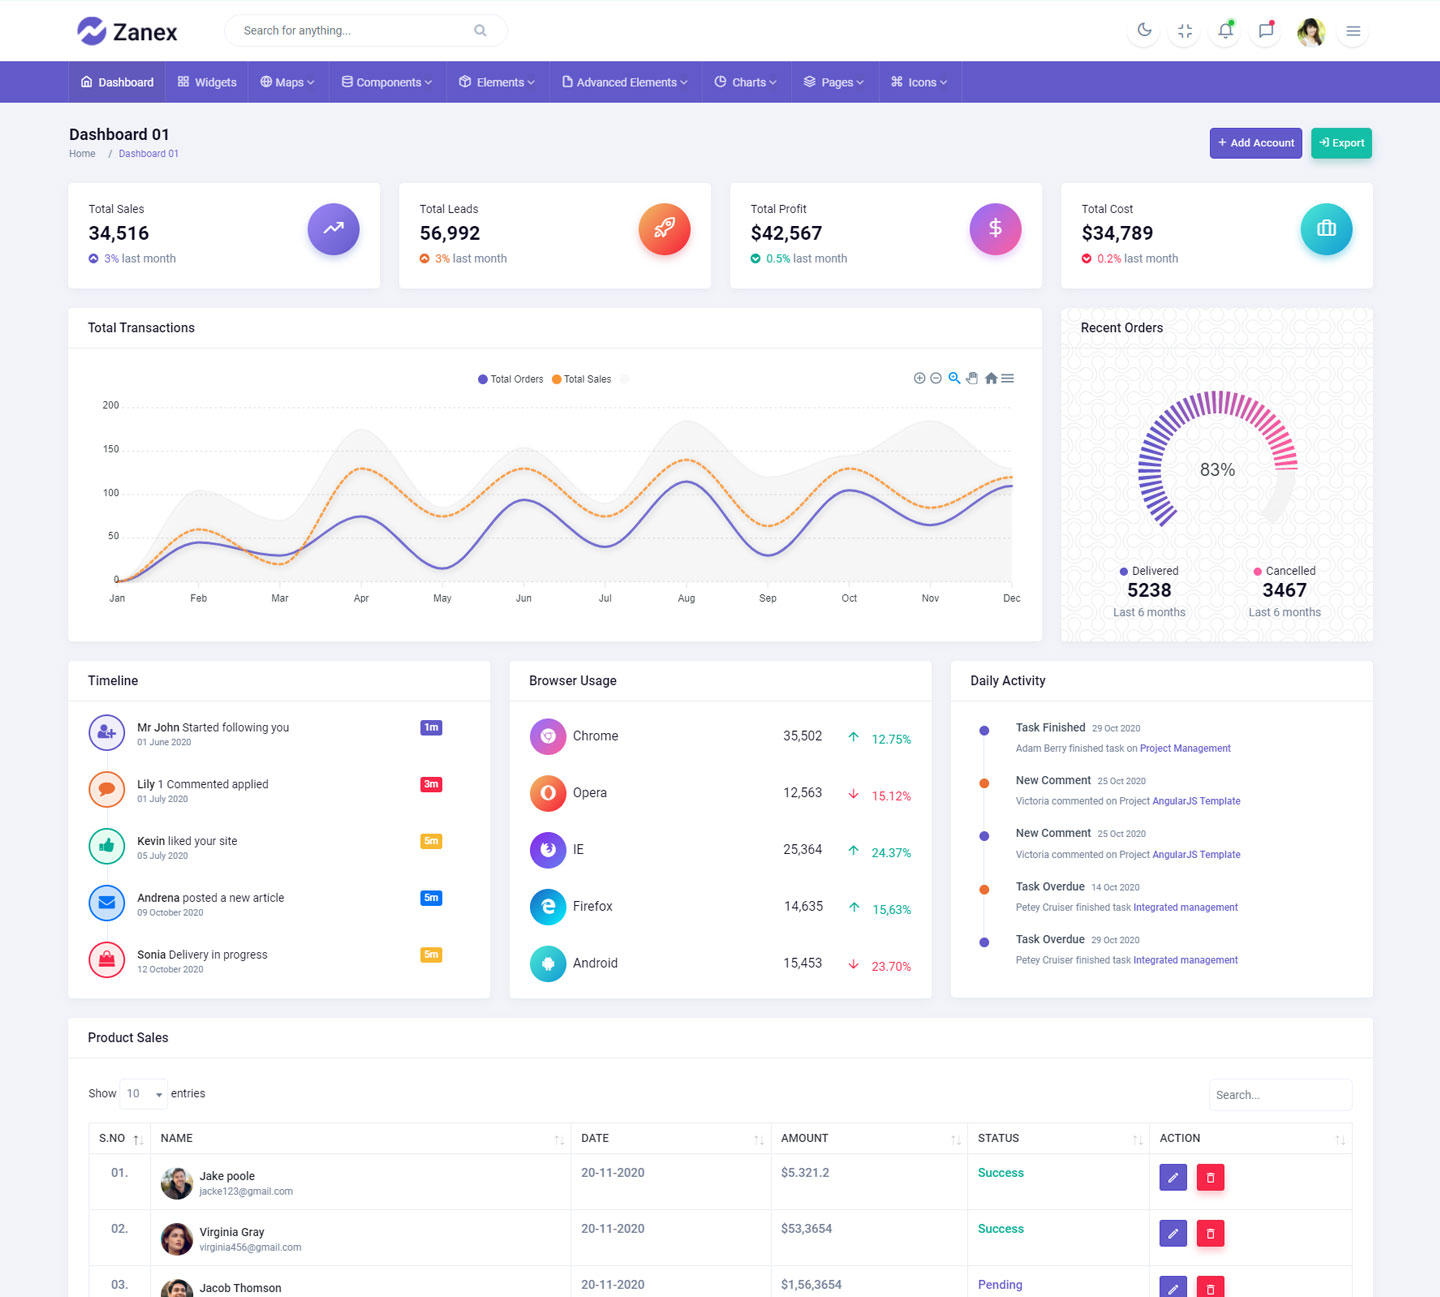 Zanex
Search for anything...
Dashboard Widgets Maps Components Elements Advanced Elements Charts Pages Icons
Dashboard 01
Home / Dashboard 01
+ Add Account Export
Total Sales
34,516
3% last month
Total Leads
56,992
3% last month
Total Profit
$42,567
0.5% last month
Total Cost
$34,789
0.2% last month
Total Transactions
Total Orders Total Sales
200
150
100
50
0
Jan Feb Mar Apr May Jun Jul Aug Sep Oct Nov Dec
Recent Orders
83%
Delivered
5238
Last 6 months
Cancelled
3467
Last 6 months
Timeline
Mr John Started following you 1m
01 June 2020
Lily 1 Commented applied 3m
01 July 2020
Kevin liked your site 5m
05 July 2020
Andrena posted a new article 5m
09 October 2020
Sonia Delivery in progress 5m
12 October 2020
Browser Usage
Chrome 35,502 12.75%
Opera 12,563 15.12%
IE 25,364 24.37%
Firefox 14,635 15,63%
Android 15,453 23.70%
Daily Activity
Task Finished 29 Oct 2020
Adam Berry finished task on Project Management
New Comment 25 Oct 2020
Victoria commented on Project AngularJS Template
New Comment 25 Oct 2020
Victoria commented on Project AngularJS Template
Task Overdue 14 Oct 2020
Petey Cruiser finished task Integrated management
Task Overdue 29 Oct 2020
Petey Cruiser finished task Integrated management
Product Sales
Show 10 entries
Search...
S.NO NAME DATE AMOUNT STATUS ACTION
01. Jake poole 20-11-2020 $5.321.2 Success
jacke123@gmail.com
02. Virginia Gray 20-11-2020 $53,3654 Success
virginia456@gmail.com
03. Jacob Thomson 20-11-2020 $1,56,3654 Pending